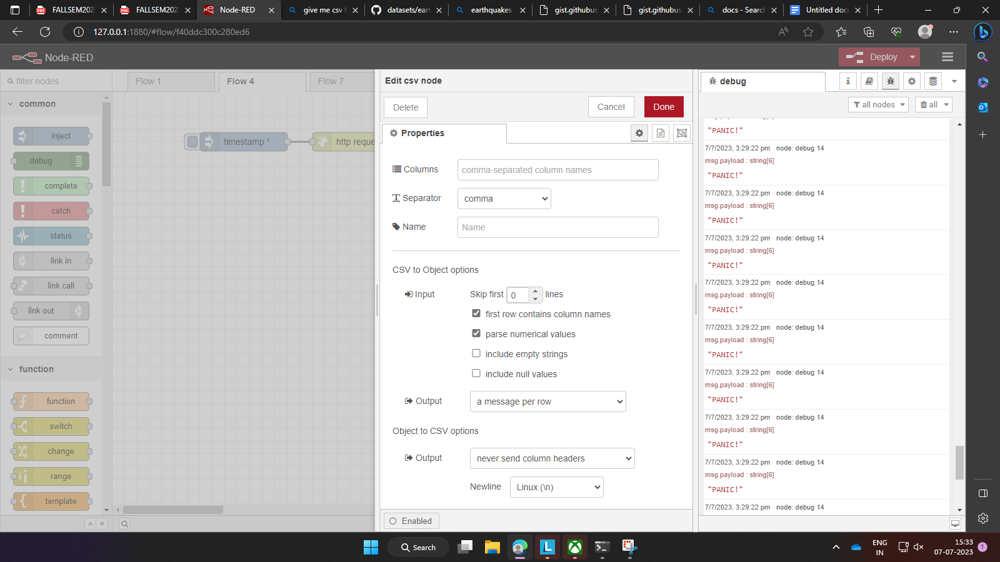 FALLSEM202
FALLSEM202
Node-RED
give me csv f
datasets/eart
earthquakes
gist.githubus
gist.githubus
docs - Searc
Untitled doc
127.0.0.1:1880/#flow/f40ddc300c280ed6
Node-RED
Deploy
filter nodes
Flow 1
Flow 4
Flow 7
common
inject
debug
complete
catch
status
link in
link call
link out
comment
function
function
switch
change
range
template
timestamp ¹
http reque
Edit csv node
Delete
Cancel
Done
Properties
Columns
comma-separated column names
Separator
comma
Name
Name
CSV to Object options
Input
Skip first 0 lines
first row contains column names
parse numerical values
include empty strings
include null values
Output
a message per row
Object to CSV options
Output
never send column headers
Newline
Linux (\n)
Enabled
debug
all nodes
all
"PANIC!"
7/7/2023, 3:29:22 pm node: debug 14
msg.payload : string[6]
"PANIC!"
7/7/2023, 3:29:22 pm node: debug 14
msg.payload : string[6]
"PANIC!"
7/7/2023, 3:29:22 pm node: debug 14
msg.payload : string[6]
"PANIC!"
7/7/2023, 3:29:22 pm node: debug 14
msg.payload : string[6]
"PANIC!"
7/7/2023, 3:29:22 pm node: debug 14
msg.payload : string[6]
"PANIC!"
7/7/2023, 3:29:22 pm node: debug 14
msg.payload : string[6]
"PANIC!"
7/7/2023, 3:29:22 pm node: debug 14
msg.payload : string[6]
"PANIC!"
7/7/2023, 3:29:22 pm node: debug 14
msg.payload : string[6]
"PANIC!"
7/7/2023, 3:29:22 pm node: debug 14
Search
ENG
IN
15:33
07-07-2023
1